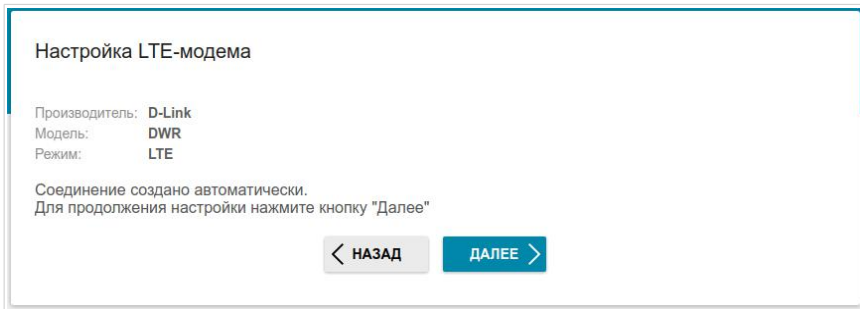 Настройка LTE-модема
Производитель: D-Link
Модель: DWR
Режим: LTE
Соединение создано автоматически.
Для продолжения настройки нажмите кнопку "Далее"
НАЗАД ДАЛЕЕ